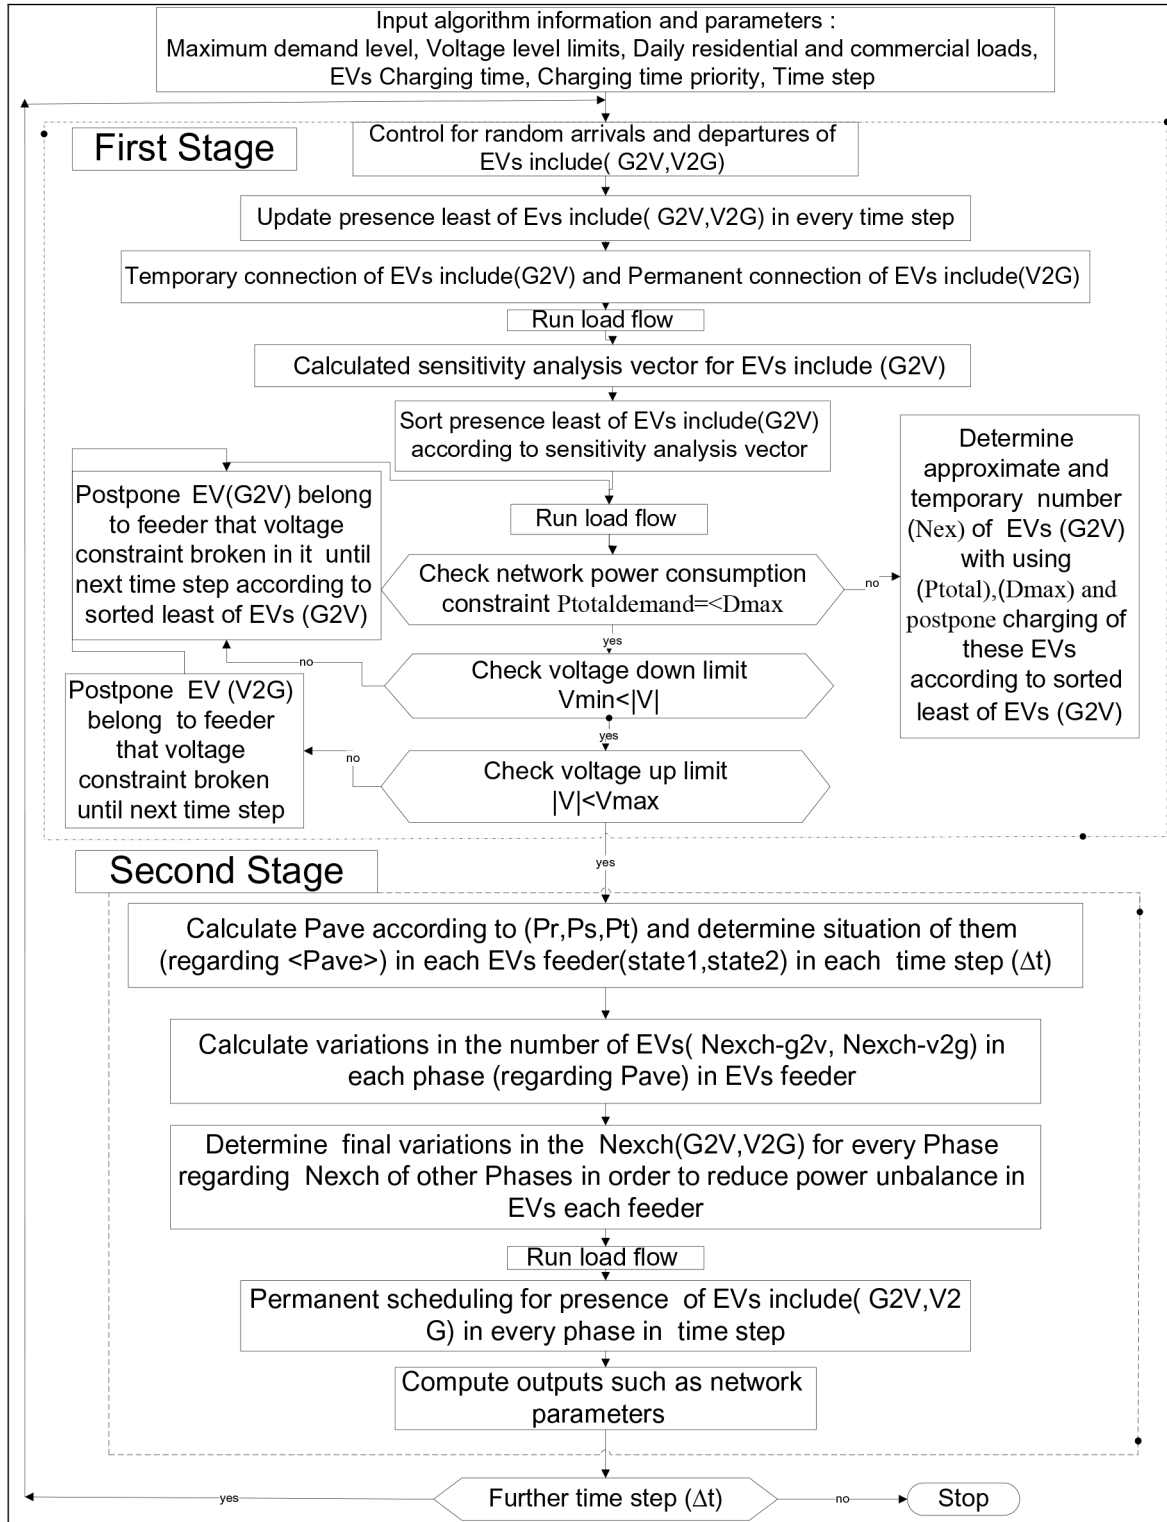 Input algorithm information and parameters :
Maximum demand level, Voltage level limits, Daily residential and commercial loads,
EVs Charging time, Charging time priority, Time step
First Stage
Control for random arrivals and departures of
EVs include( G2V,V2G)
Update presence least of Evs include( G2V,V2G) in every time step
Temporary connection of EVs include(G2V) and Permanent connection of EVs include(V2G)
Run load flow
Calculated sensitivity analysis vector for EVs include (G2V)
Sort presence least of EVs include(G2V)
according to sensitivity analysis vector
Run load flow
Check network power consumption
constraint Ptotaldemand=<Dmax
no
Determine
approximate and
temporary number
(Nex) of EVs (G2V)
with using
(Ptotal),(Dmax) and
postpone charging of
these EVs
according to sorted
least of EVs (G2V)
yes
Postpone EV(G2V) belong
to feeder that voltage
constraint broken in it until
next time step according to
sorted least of EVs (G2V)
no
Check voltage down limit
Vmin<|V|
yes
Postpone EV (V2G)
belong to feeder
that voltage
constraint broken
until next time step
no
Check voltage up limit
|V|<Vmax
yes
Second Stage
Calculate Pave according to (Pr,Ps,Pt) and determine situation of them
(regarding <Pave>) in each EVs feeder(state1,state2) in each time step (Δt)
Calculate variations in the number of EVs( Nexch-g2v, Nexch-v2g) in
each phase (regarding Pave) in EVs feeder
Determine final variations in the Nexch(G2V,V2G) for every Phase
regarding Nexch of other Phases in order to reduce power unbalance in
EVs each feeder
Run load flow
Permanent scheduling for presence of EVs include( G2V,V2
G) in every phase in time step
Compute outputs such as network
parameters
yes
Further time step (Δt)
no
Stop